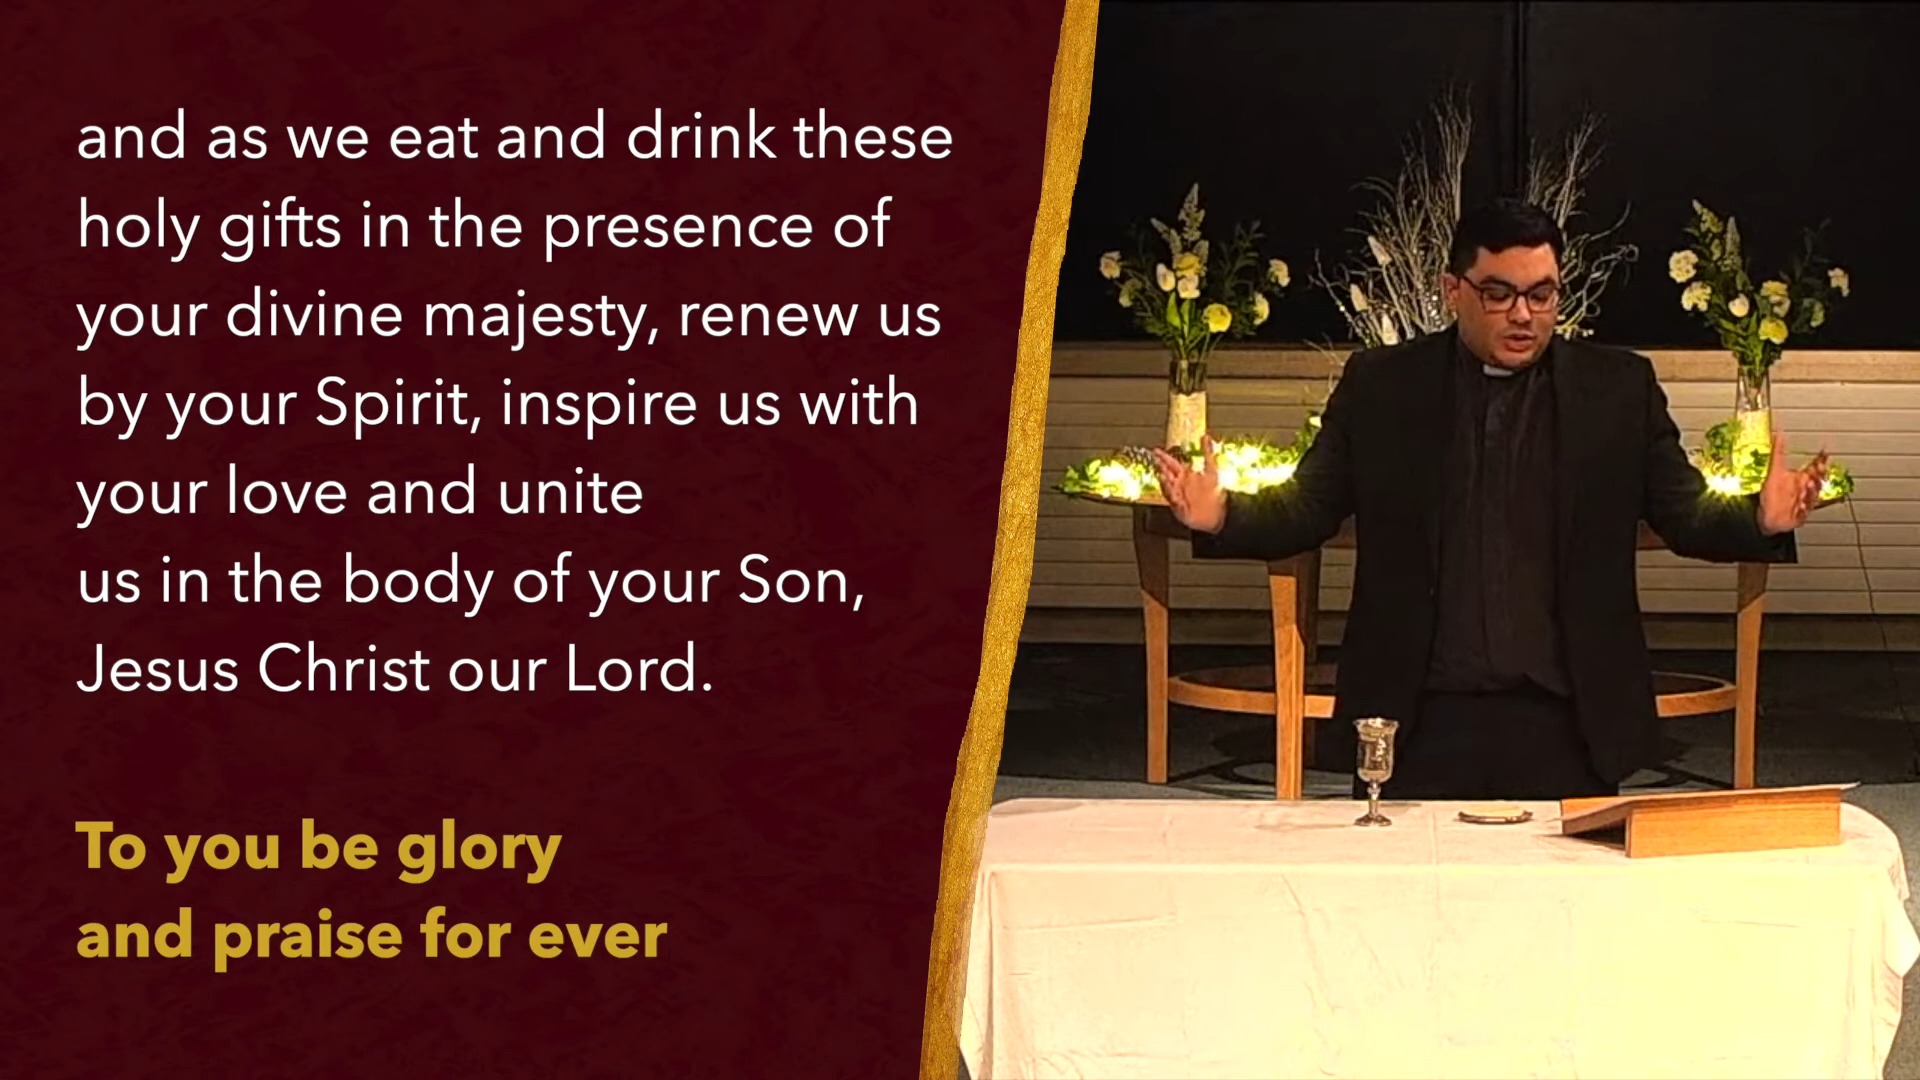 and as we eat and drink these
holy gifts in the presence of
your divine majesty, renew us
by your Spirit, inspire us with
your love and unite
us in the body of your Son,
Jesus Christ our Lord.
To you be glory
and praise for ever